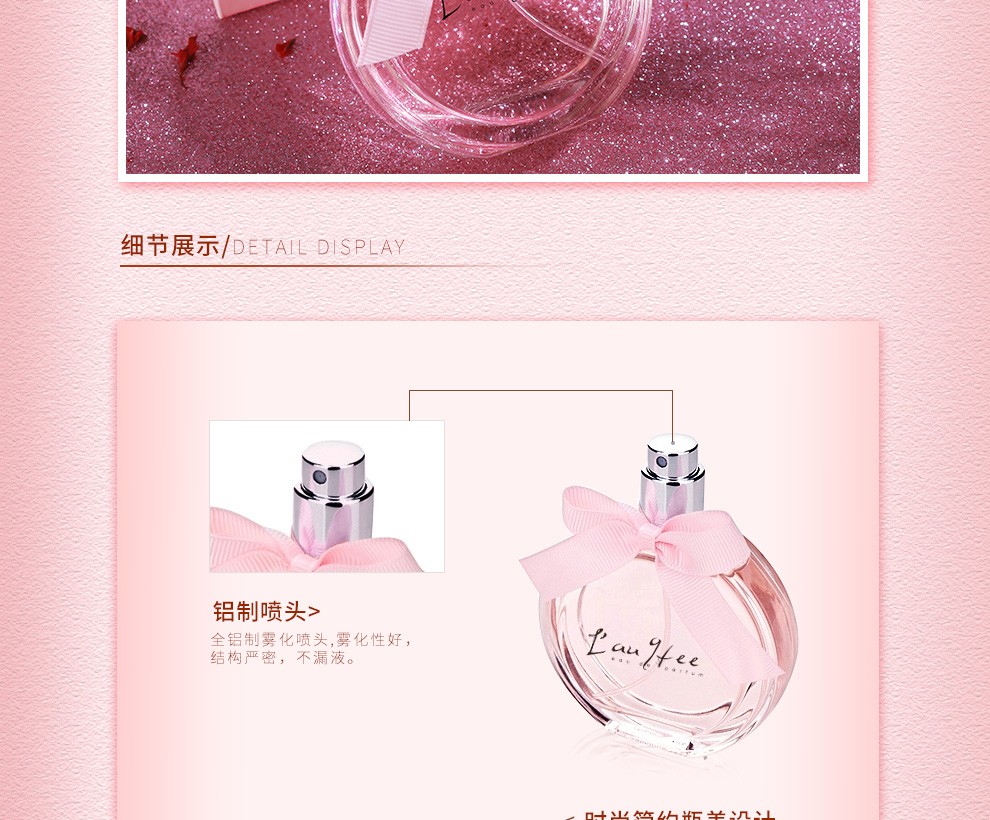 细节展示/DETAIL DISPLAY
铝制喷头>
全铝制雾化喷头,雾化性好，
结构严密，不漏液。
L'augfee
eau de parfum
< 时尚简约瓶盖设计